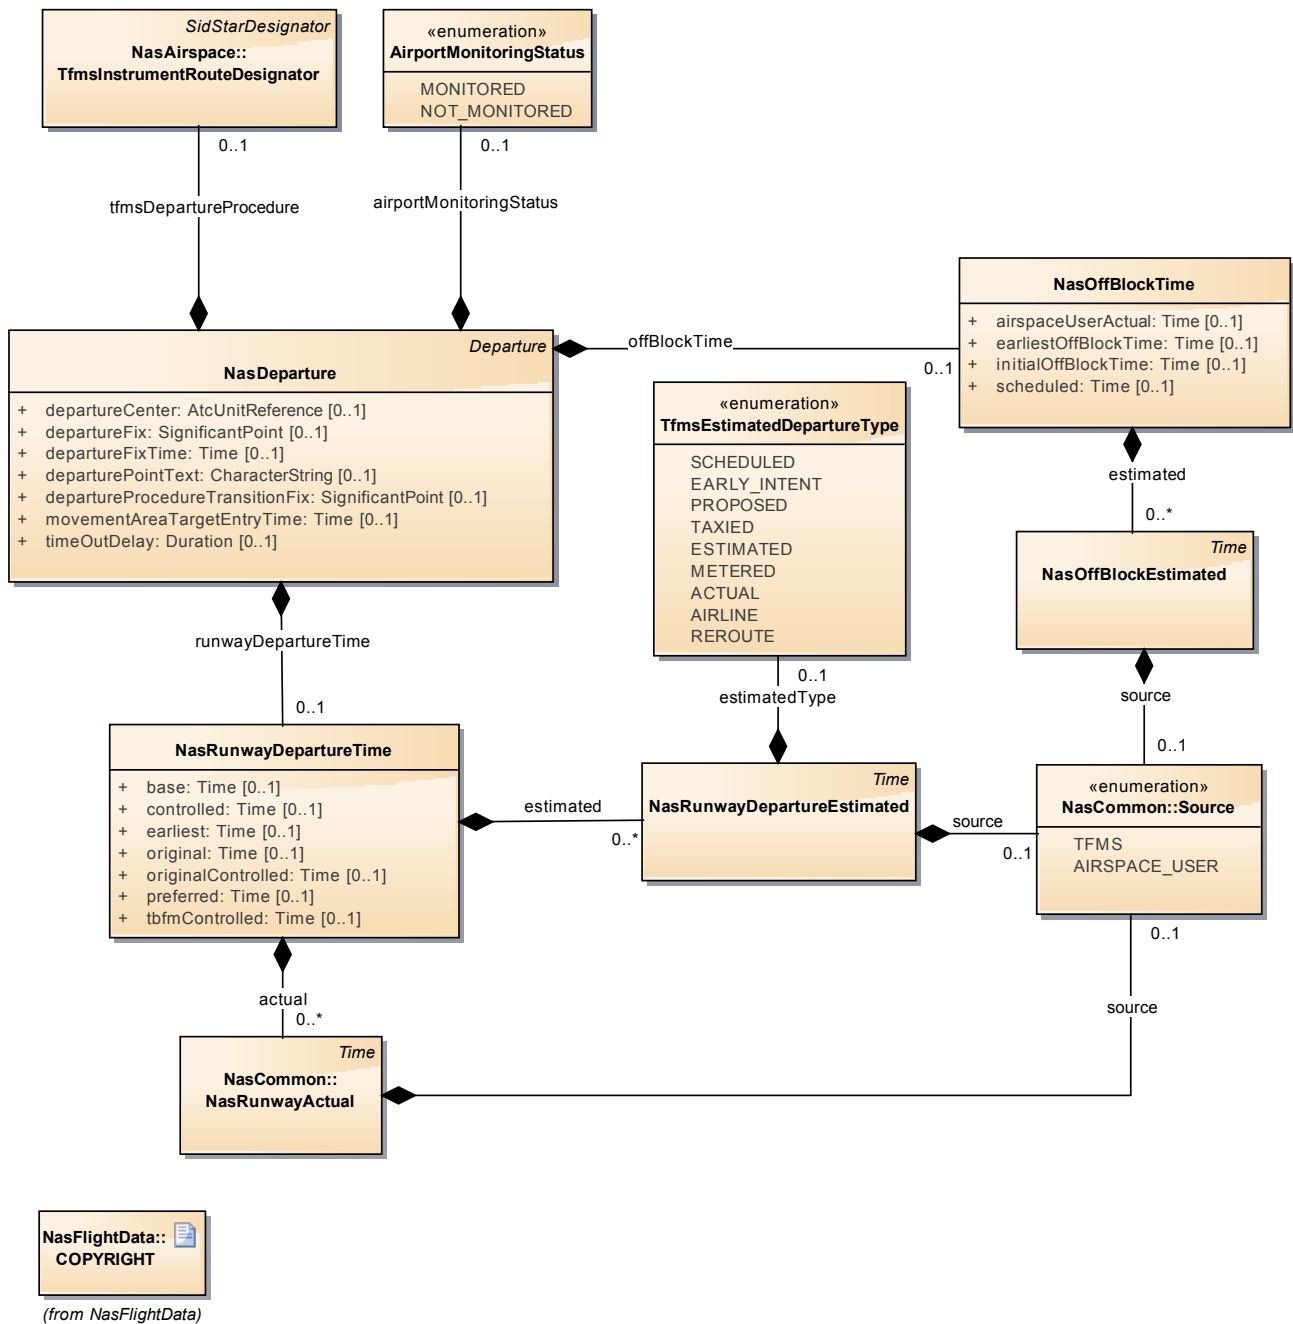 SidStarDesignator
NasAirspace::
TfmsInstrumentRouteDesignator
0..1
tfmsDepartureProcedure
«enumeration»
AirportMonitoringStatus
MONITORED
NOT_MONITORED
0..1
airportMonitoringStatus
Departure
NasDeparture
+ departureCenter: AtcUnitReference [0..1]
+ departureFix: SignificantPoint [0..1]
+ departureFixTime: Time [0..1]
+ departurePointText: CharacterString [0..1]
+ departureProcedureTransitionFix: SignificantPoint [0..1]
+ movementAreaTargetEntryTime: Time [0..1]
+ timeOutDelay: Duration [0..1]
offBlockTime
0..1
NasOffBlockTime
+ airspaceUserActual: Time [0..1]
+ earliestOffBlockTime: Time [0..1]
+ initialOffBlockTime: Time [0..1]
+ scheduled: Time [0..1]
estimated
0..*
Time
NasOffBlockEstimated
source
0..1
«enumeration»
TfmsEstimatedDepartureType
SCHEDULED
EARLY_INTENT
PROPOSED
TAXIED
ESTIMATED
METERED
ACTUAL
AIRLINE
REROUTE
0..1
estimatedType
runwayDepartureTime
0..1
NasRunwayDepartureTime
+ base: Time [0..1]
+ controlled: Time [0..1]
+ earliest: Time [0..1]
+ original: Time [0..1]
+ originalControlled: Time [0..1]
+ preferred: Time [0..1]
+ tbfmControlled: Time [0..1]
estimated
0..*
Time
NasRunwayDepartureEstimated
source
0..1
«enumeration»
NasCommon::Source
TFMS
AIRSPACE_USER
0..1
source
actual
0..*
Time
NasCommon::
NasRunwayActual
NasFlightData::
COPYRIGHT
(from NasFlightData)